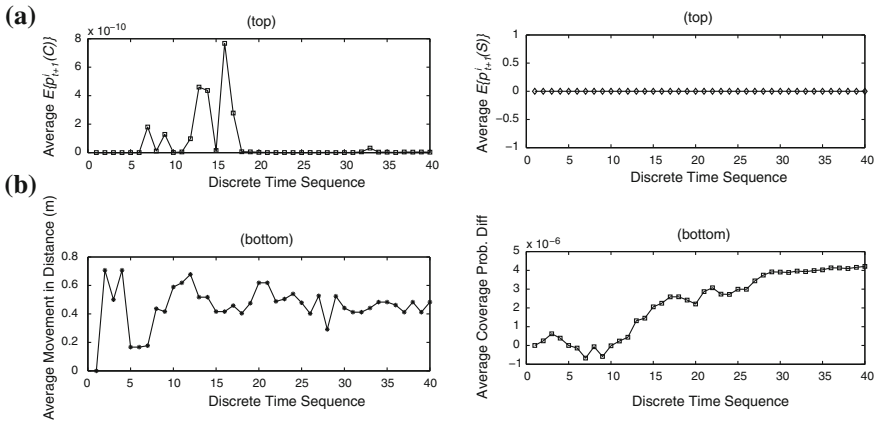 (a)
(top)
x 10^-10
8
6
4
2
0
Average E{p^i_{t+1}(C)}
0 5 10 15 20 25 30 35 40
Discrete Time Sequence
(top)
1
0.5
0
−0.5
−1
Average E{p^i_{t+1}(S)}
0 5 10 15 20 25 30 35 40
Discrete Time Sequence
(b)
(bottom)
0.8
0.6
0.4
0.2
0
Average Movement in Distance (m)
0 5 10 15 20 25 30 35 40
Discrete Time Sequence
(bottom)
x 10^-6
5
4
3
2
1
0
−1
Average Coverage Prob. Diff
0 5 10 15 20 25 30 35 40
Discrete Time Sequence